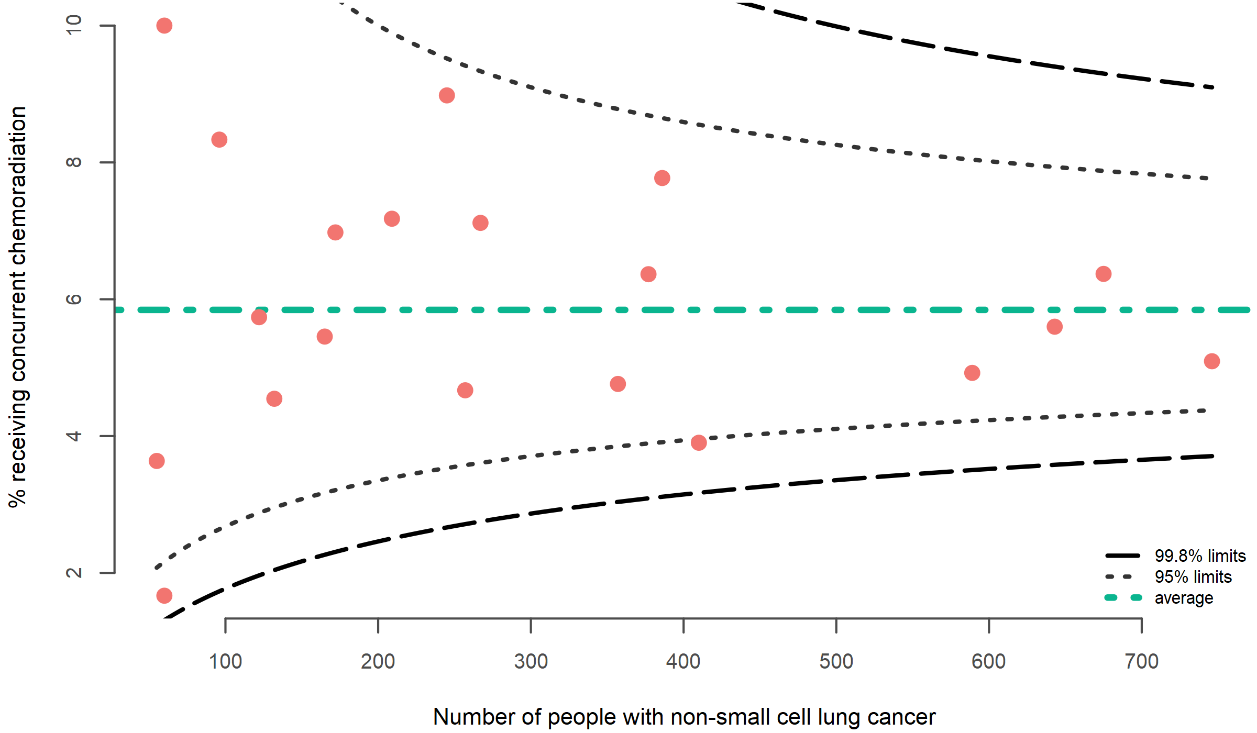 % receiving concurrent chemoradiation
10
8
6
4
2
99.8% limits
95% limits
average
100 200 300 400 500 600 700
Number of people with non-small cell lung cancer